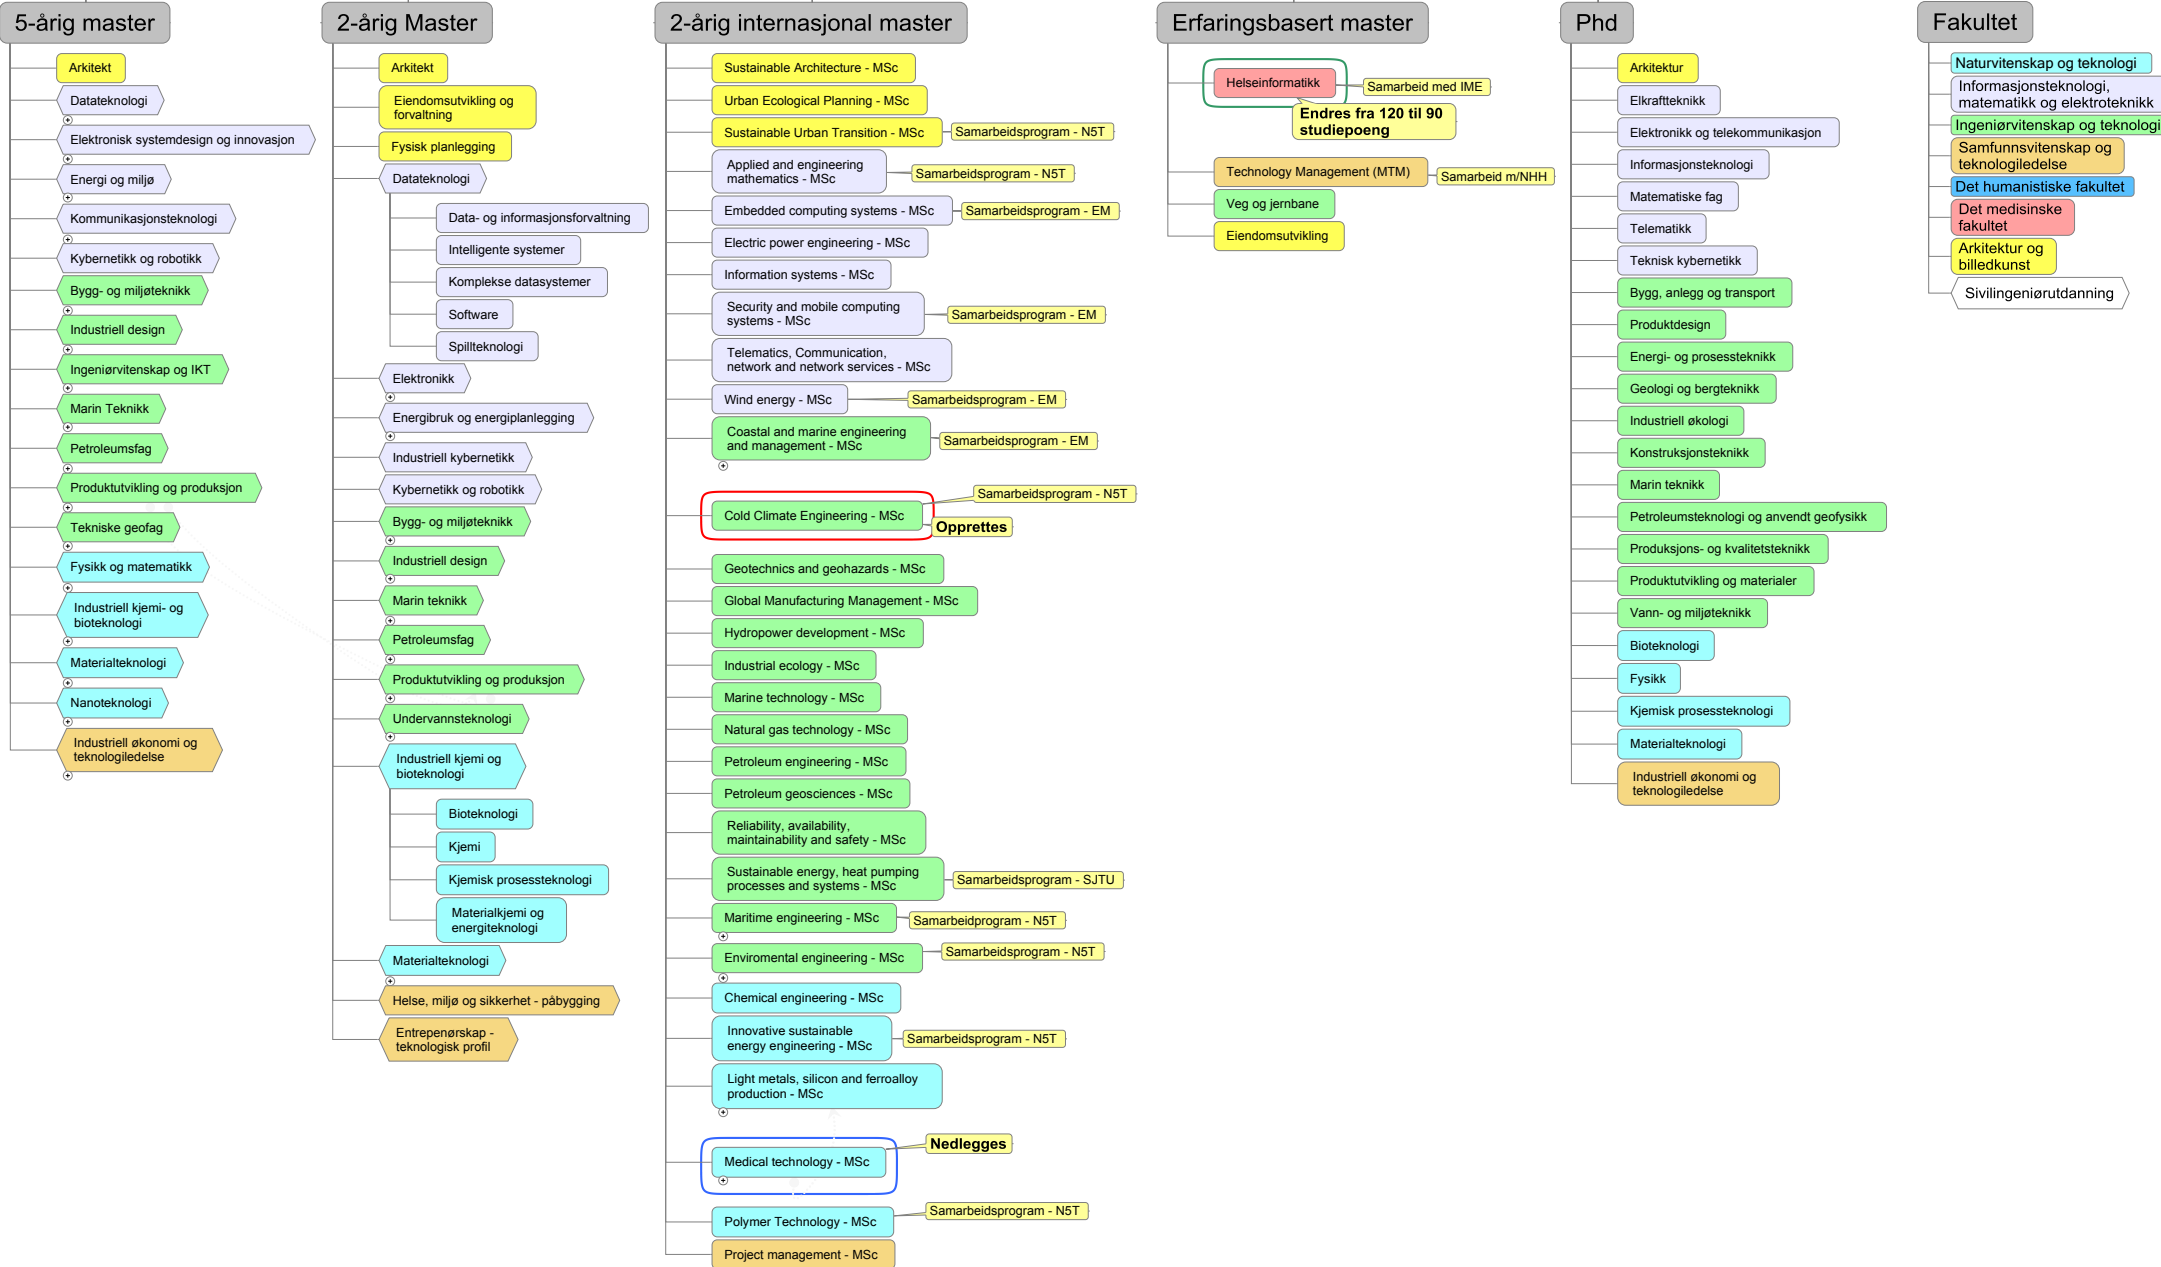 5-årig master
Arkitekt
Datateknologi
Elektronisk systemdesign og innovasjon
Energi og miljø
Kommunikasjonsteknologi
Kybernetikk og robotikk
Bygg- og miljøteknikk
Industriell design
Ingeniørvitenskap og IKT
Marin Teknikk
Petroleumsfag
Produktutvikling og produksjon
Tekniske geofag
Fysikk og matematikk
Industriell kjemi- og
bioteknologi
Materialteknologi
Nanoteknologi
Industriell økonomi og
teknologiledelse
2-årig Master
Arkitekt
Eiendomsutvikling og
forvaltning
Fysisk planlegging
Datateknologi
Data- og informasjonsforvaltning
Intelligente systemer
Komplekse datasystemer
Software
Spillteknologi
Elektronikk
Energibruk og energiplanlegging
Industriell kybernetikk
Kybernetikk og robotikk
Bygg- og miljøteknikk
Industriell design
Marin teknikk
Petroleumsfag
Produktutvikling og produksjon
Undervannsteknologi
Industriell kjemi og
bioteknologi
Bioteknologi
Kjemi
Kjemisk prosessteknologi
Materialkjemi og
energiteknologi
Materialteknologi
Helse, miljø og sikkerhet - påbygging
Entrepenørskap -
teknologisk profil
2-årig internasjonal master
Sustainable Architecture - MSc
Urban Ecological Planning - MSc
Sustainable Urban Transition - MSc
Samarbeidsprogram - N5T
Applied and engineering
mathematics - MSc
Samarbeidsprogram - N5T
Embedded computing systems - MSc
Samarbeidsprogram - EM
Electric power engineering - MSc
Information systems - MSc
Security and mobile computing
systems - MSc
Samarbeidsprogram - EM
Telematics, Communication,
network and network services - MSc
Wind energy - MSc
Samarbeidsprogram - EM
Coastal and marine engineering
and management - MSc
Samarbeidsprogram - EM
Samarbeidsprogram - N5T
Cold Climate Engineering - MSc
Opprettes
Geotechnics and geohazards - MSc
Global Manufacturing Management - MSc
Hydropower development - MSc
Industrial ecology - MSc
Marine technology - MSc
Natural gas technology - MSc
Petroleum engineering - MSc
Petroleum geosciences - MSc
Reliability, availability,
maintainability and safety - MSc
Sustainable energy, heat pumping
processes and systems - MSc
Samarbeidsprogram - SJTU
Maritime engineering - MSc
Samarbeidprogram - N5T
Enviromental engineering - MSc
Samarbeidsprogram - N5T
Chemical engineering - MSc
Innovative sustainable
energy engineering - MSc
Samarbeidsprogram - N5T
Light metals, silicon and ferroalloy
production - MSc
Nedlegges
Medical technology - MSc
Samarbeidsprogram - N5T
Polymer Technology - MSc
Project management - MSc
Erfaringsbasert master
Helseinformatikk
Samarbeid med IME
Endres fra 120 til 90
studiepoeng
Technology Management (MTM)
Samarbeid m/NHH
Veg og jernbane
Eiendomsutvikling
Phd
Arkitektur
Elkraftteknikk
Elektronikk og telekommunikasjon
Informasjonsteknologi
Matematiske fag
Telematikk
Teknisk kybernetikk
Bygg, anlegg og transport
Produktdesign
Energi- og prosessteknikk
Geologi og bergteknikk
Industriell økologi
Konstruksjonsteknikk
Marin teknikk
Petroleumsteknologi og anvendt geofysikk
Produksjons- og kvalitetsteknikk
Produktutvikling og materialer
Vann- og miljøteknikk
Bioteknologi
Fysikk
Kjemisk prosessteknologi
Materialteknologi
Industriell økonomi og
teknologiledelse
Fakultet
Naturvitenskap og teknologi
Informasjonsteknologi,
matematikk og elektroteknikk
Ingeniørvitenskap og teknologi
Samfunnsvitenskap og
teknologiledelse
Det humanistiske fakultet
Det medisinske
fakultet
Arkitektur og
billedkunst
Sivilingeniørutdanning